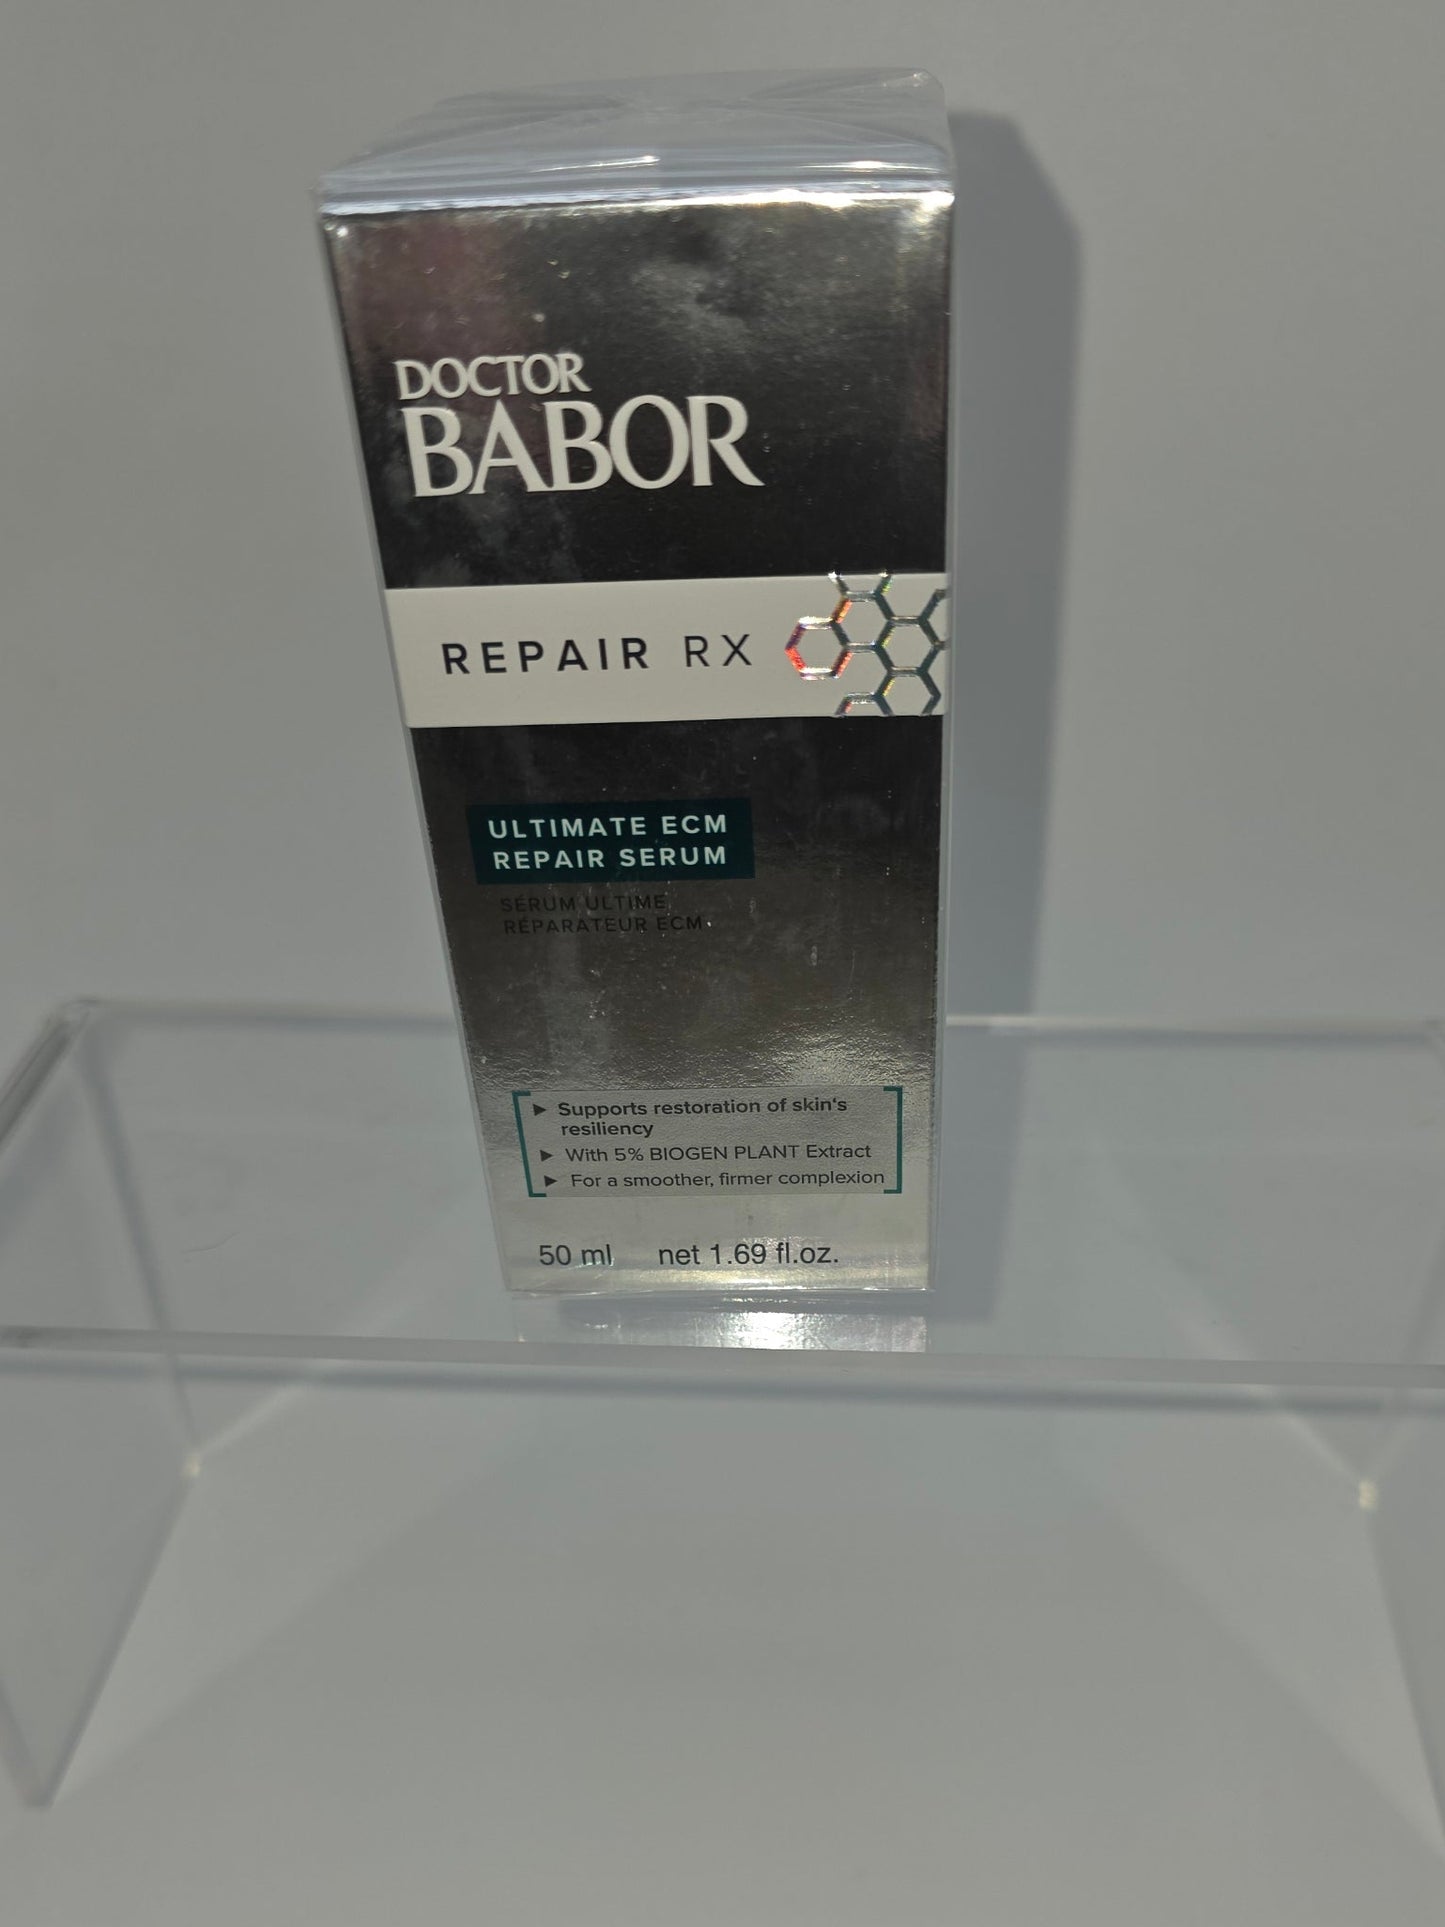 DOCTOR
BABOR
REPAIR RX
ULTIMATE ECM
REPAIR SERUM
SÉRUM ULTIME
RÉPARATEUR ECM
► Supports restoration of skin's
resiliency
► With 5% BIOGEN PLANT Extract
► For a smoother, firmer complexion
50 ml net 1.69 fl.oz.